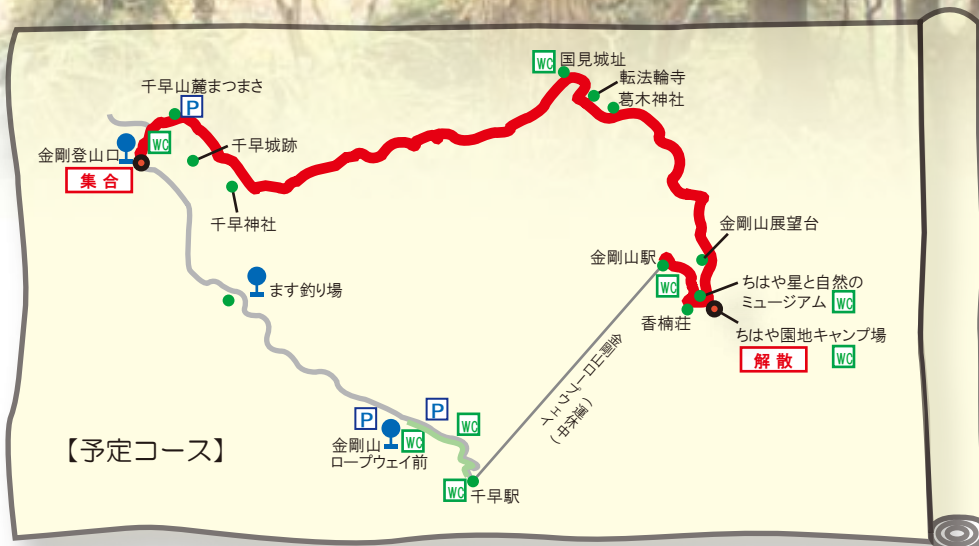 国見城址
WC
転法輪寺
葛木神社
千早山麓まつまさ
P
WC
金剛登山口
集合
千早城跡
千早神社
金剛山展望台
金剛山駅
WC
ちはや星と自然の
ミュージアム WC
香楠荘
ちはや園地キャンプ場
解散 WC
ます釣り場
金剛山ロープウェイ(運休中)
P
P
WC
WC
金剛山
ロープウェイ前
WC
千早駅
【予定コース】